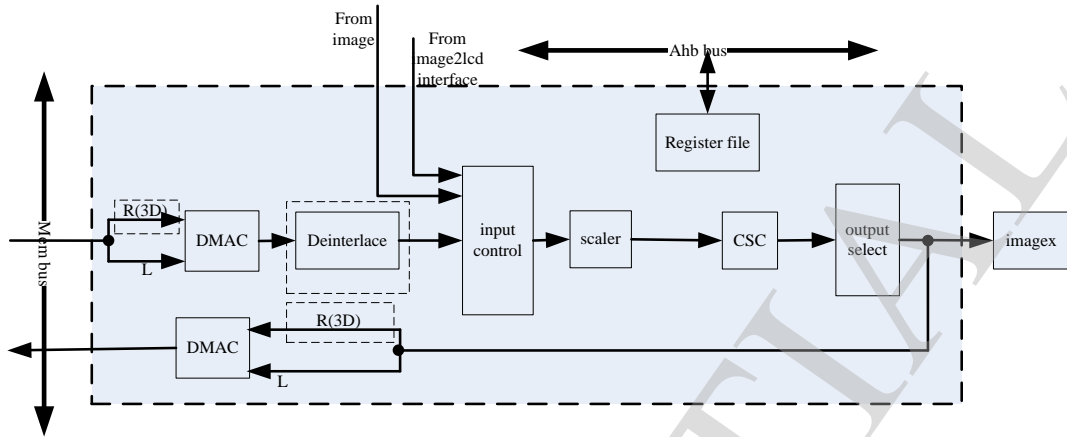 From
image
From
image2lcd
interface
Ahb bus
Register file
Mem bus
R(3D)
L
DMAC
Deinterlace
input
control
scaler
CSC
output
select
imagex
R(3D)
L
DMAC
TIAL